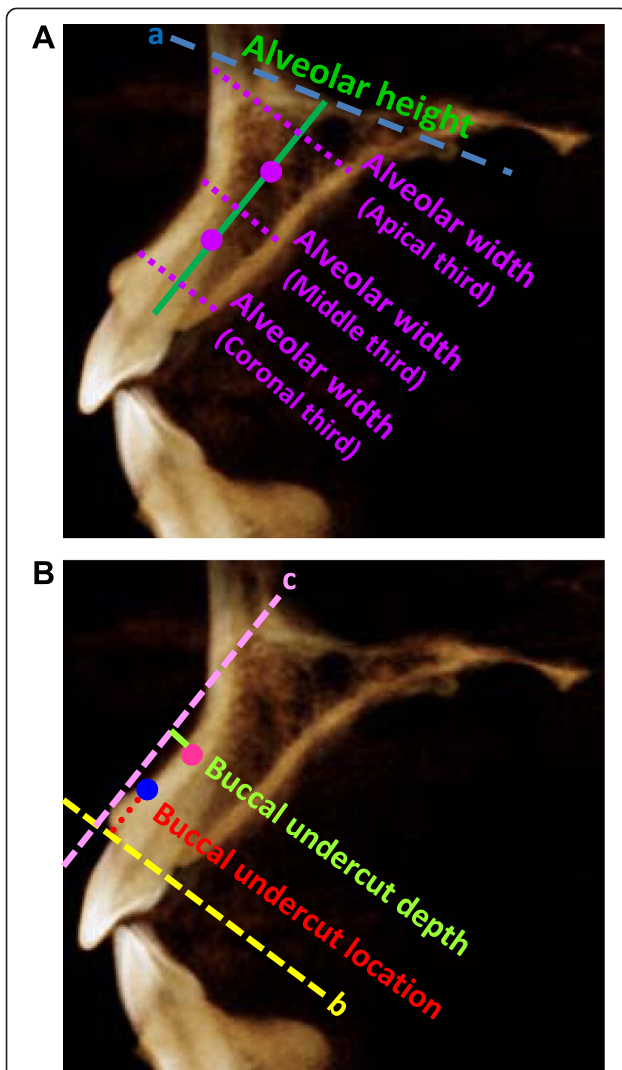 A
a
Alveolar height
Alveolar width
(Apical third)
Alveolar width
(Middle third)
Alveolar width
(Coronal third)
B
c
Buccal undercut depth
Buccal undercut location
b